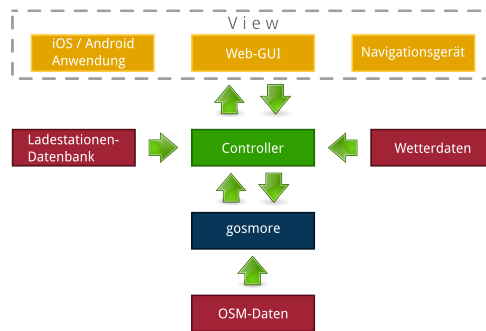 View
iOS / Android
Anwendung
Web-GUI
Navigationsgerät
Ladestationen-
Datenbank
Controller
Wetterdaten
gosmore
OSM-Daten